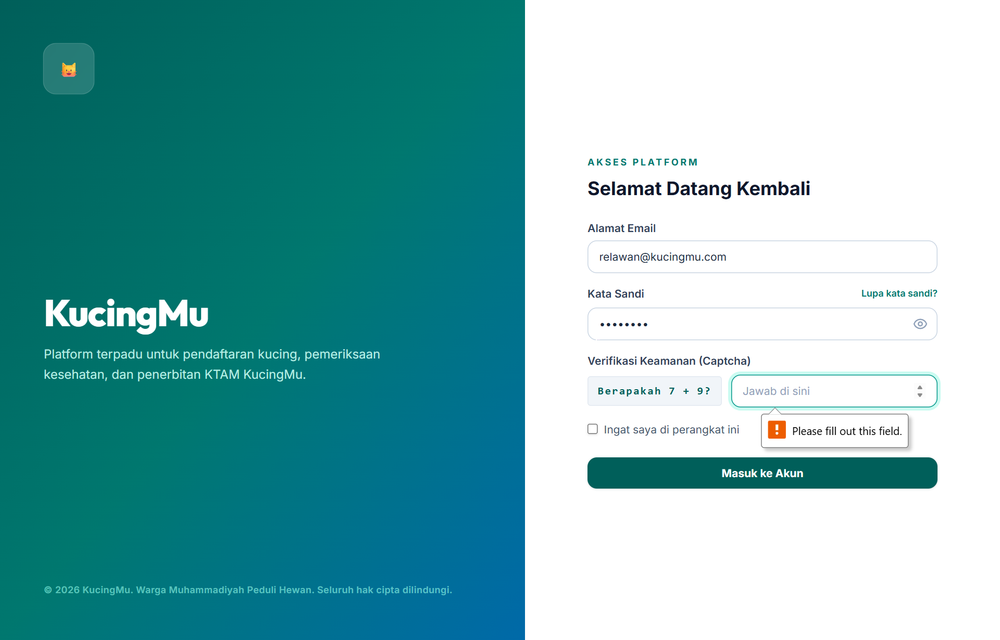 KucingMu
Platform terpadu untuk pendaftaran kucing, pemeriksaan
kesehatan, dan penerbitan KTAM KucingMu.
© 2026 KucingMu. Warga Muhammadiyah Peduli Hewan. Seluruh hak cipta dilindungi.
AKSES PLATFORM
Selamat Datang Kembali
Alamat Email
relawan@kucingmu.com
Kata Sandi
Lupa kata sandi?
••••••••
Verifikasi Keamanan (Captcha)
Berapakah 7 + 9?
Jawab di sini
Ingat saya di perangkat ini
Please fill out this field.
Masuk ke Akun